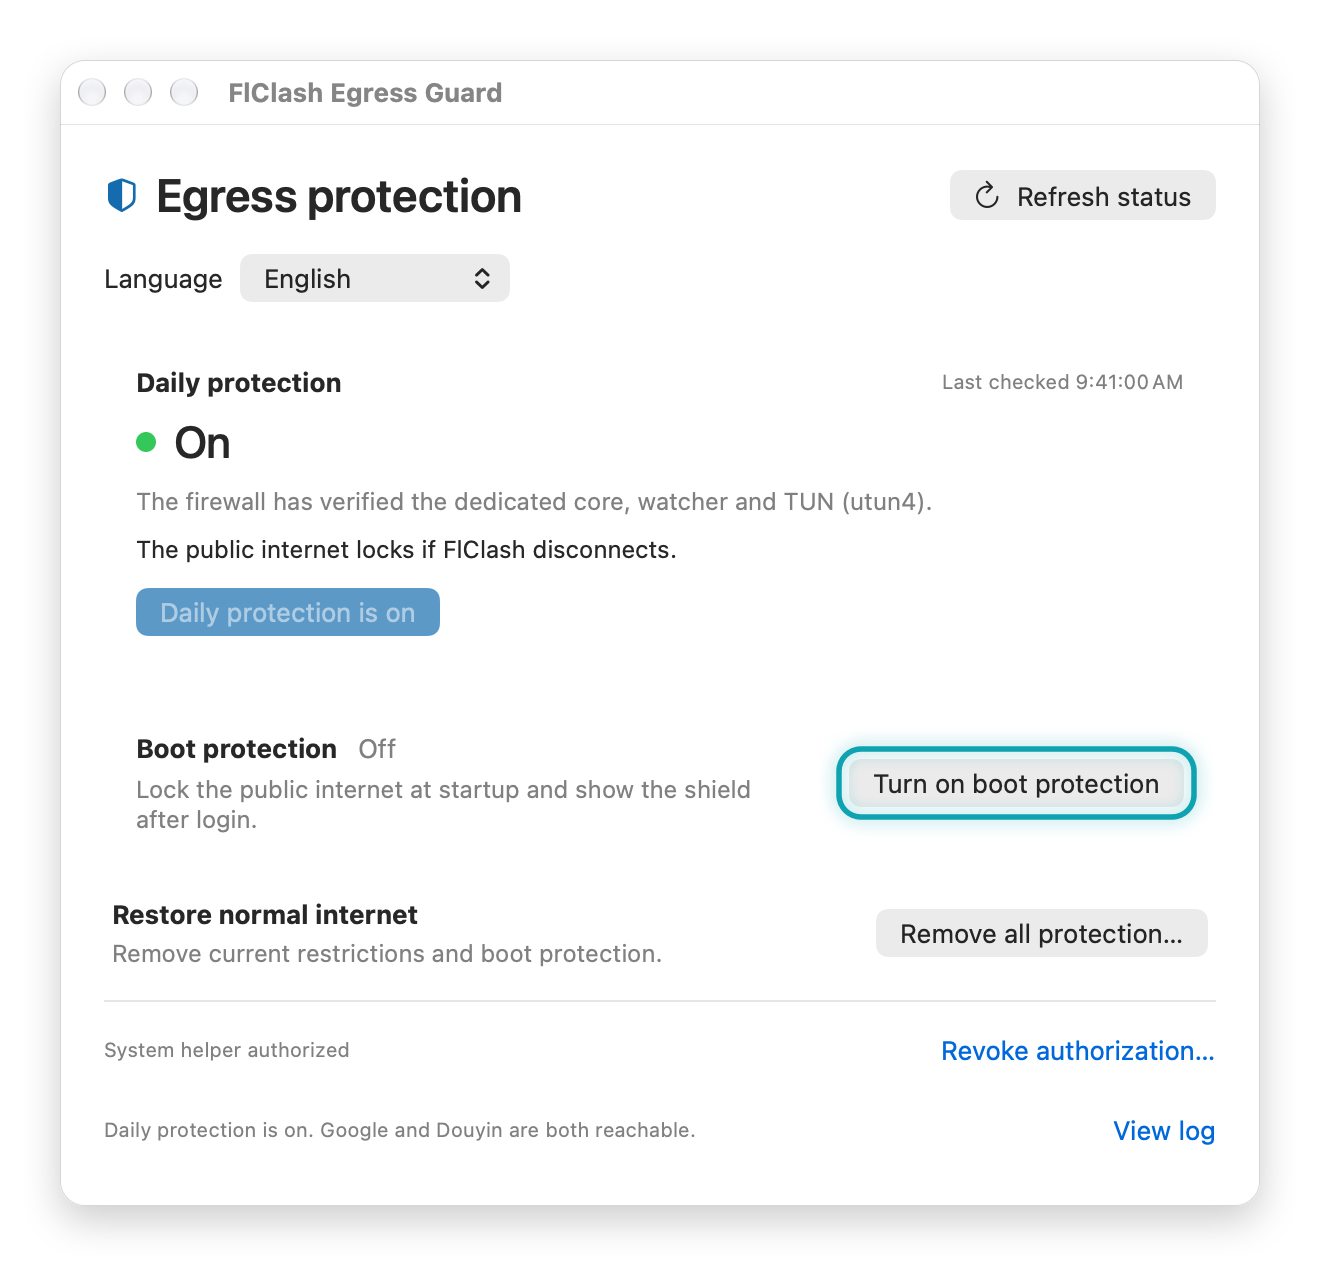 FlClash Egress Guard
Egress protection
Refresh status
Language
English
Daily protection
Last checked 9:41:00 AM
On
The firewall has verified the dedicated core, watcher and TUN (utun4).
The public internet locks if FlClash disconnects.
Daily protection is on
Boot protection Off
Lock the public internet at startup and show the shield
after login.
Turn on boot protection
Restore normal internet
Remove current restrictions and boot protection.
Remove all protection...
System helper authorized
Revoke authorization...
Daily protection is on. Google and Douyin are both reachable.
View log